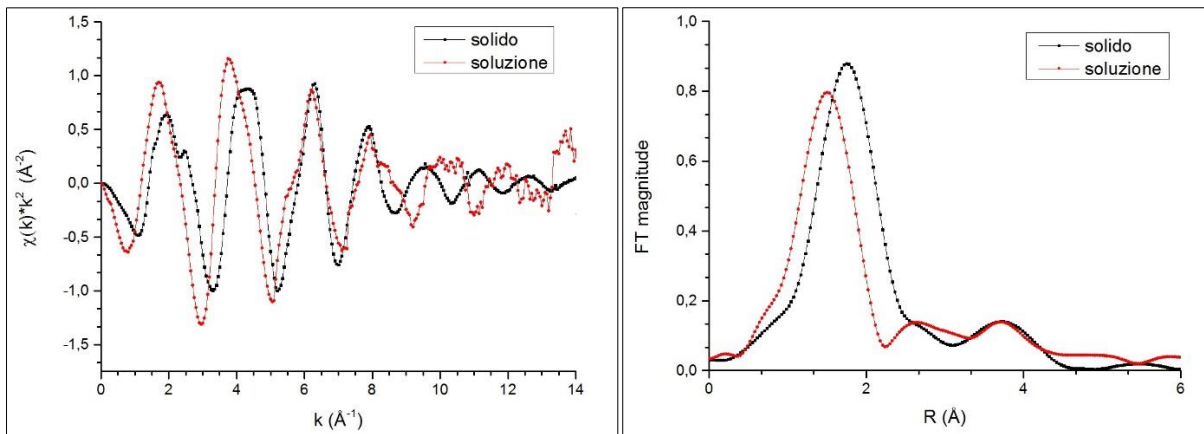 1,5
1,0
0,5
0,0
-0,5
-1,0
-1,5
χ(k)*k² (Å⁻²)
solido
soluzione
0 2 4 6 8 10 12 14
k (Å⁻¹)
1,0
0,8
0,6
0,4
0,2
0,0
FT magnitude
solido
soluzione
0 2 4 6
R (Å)